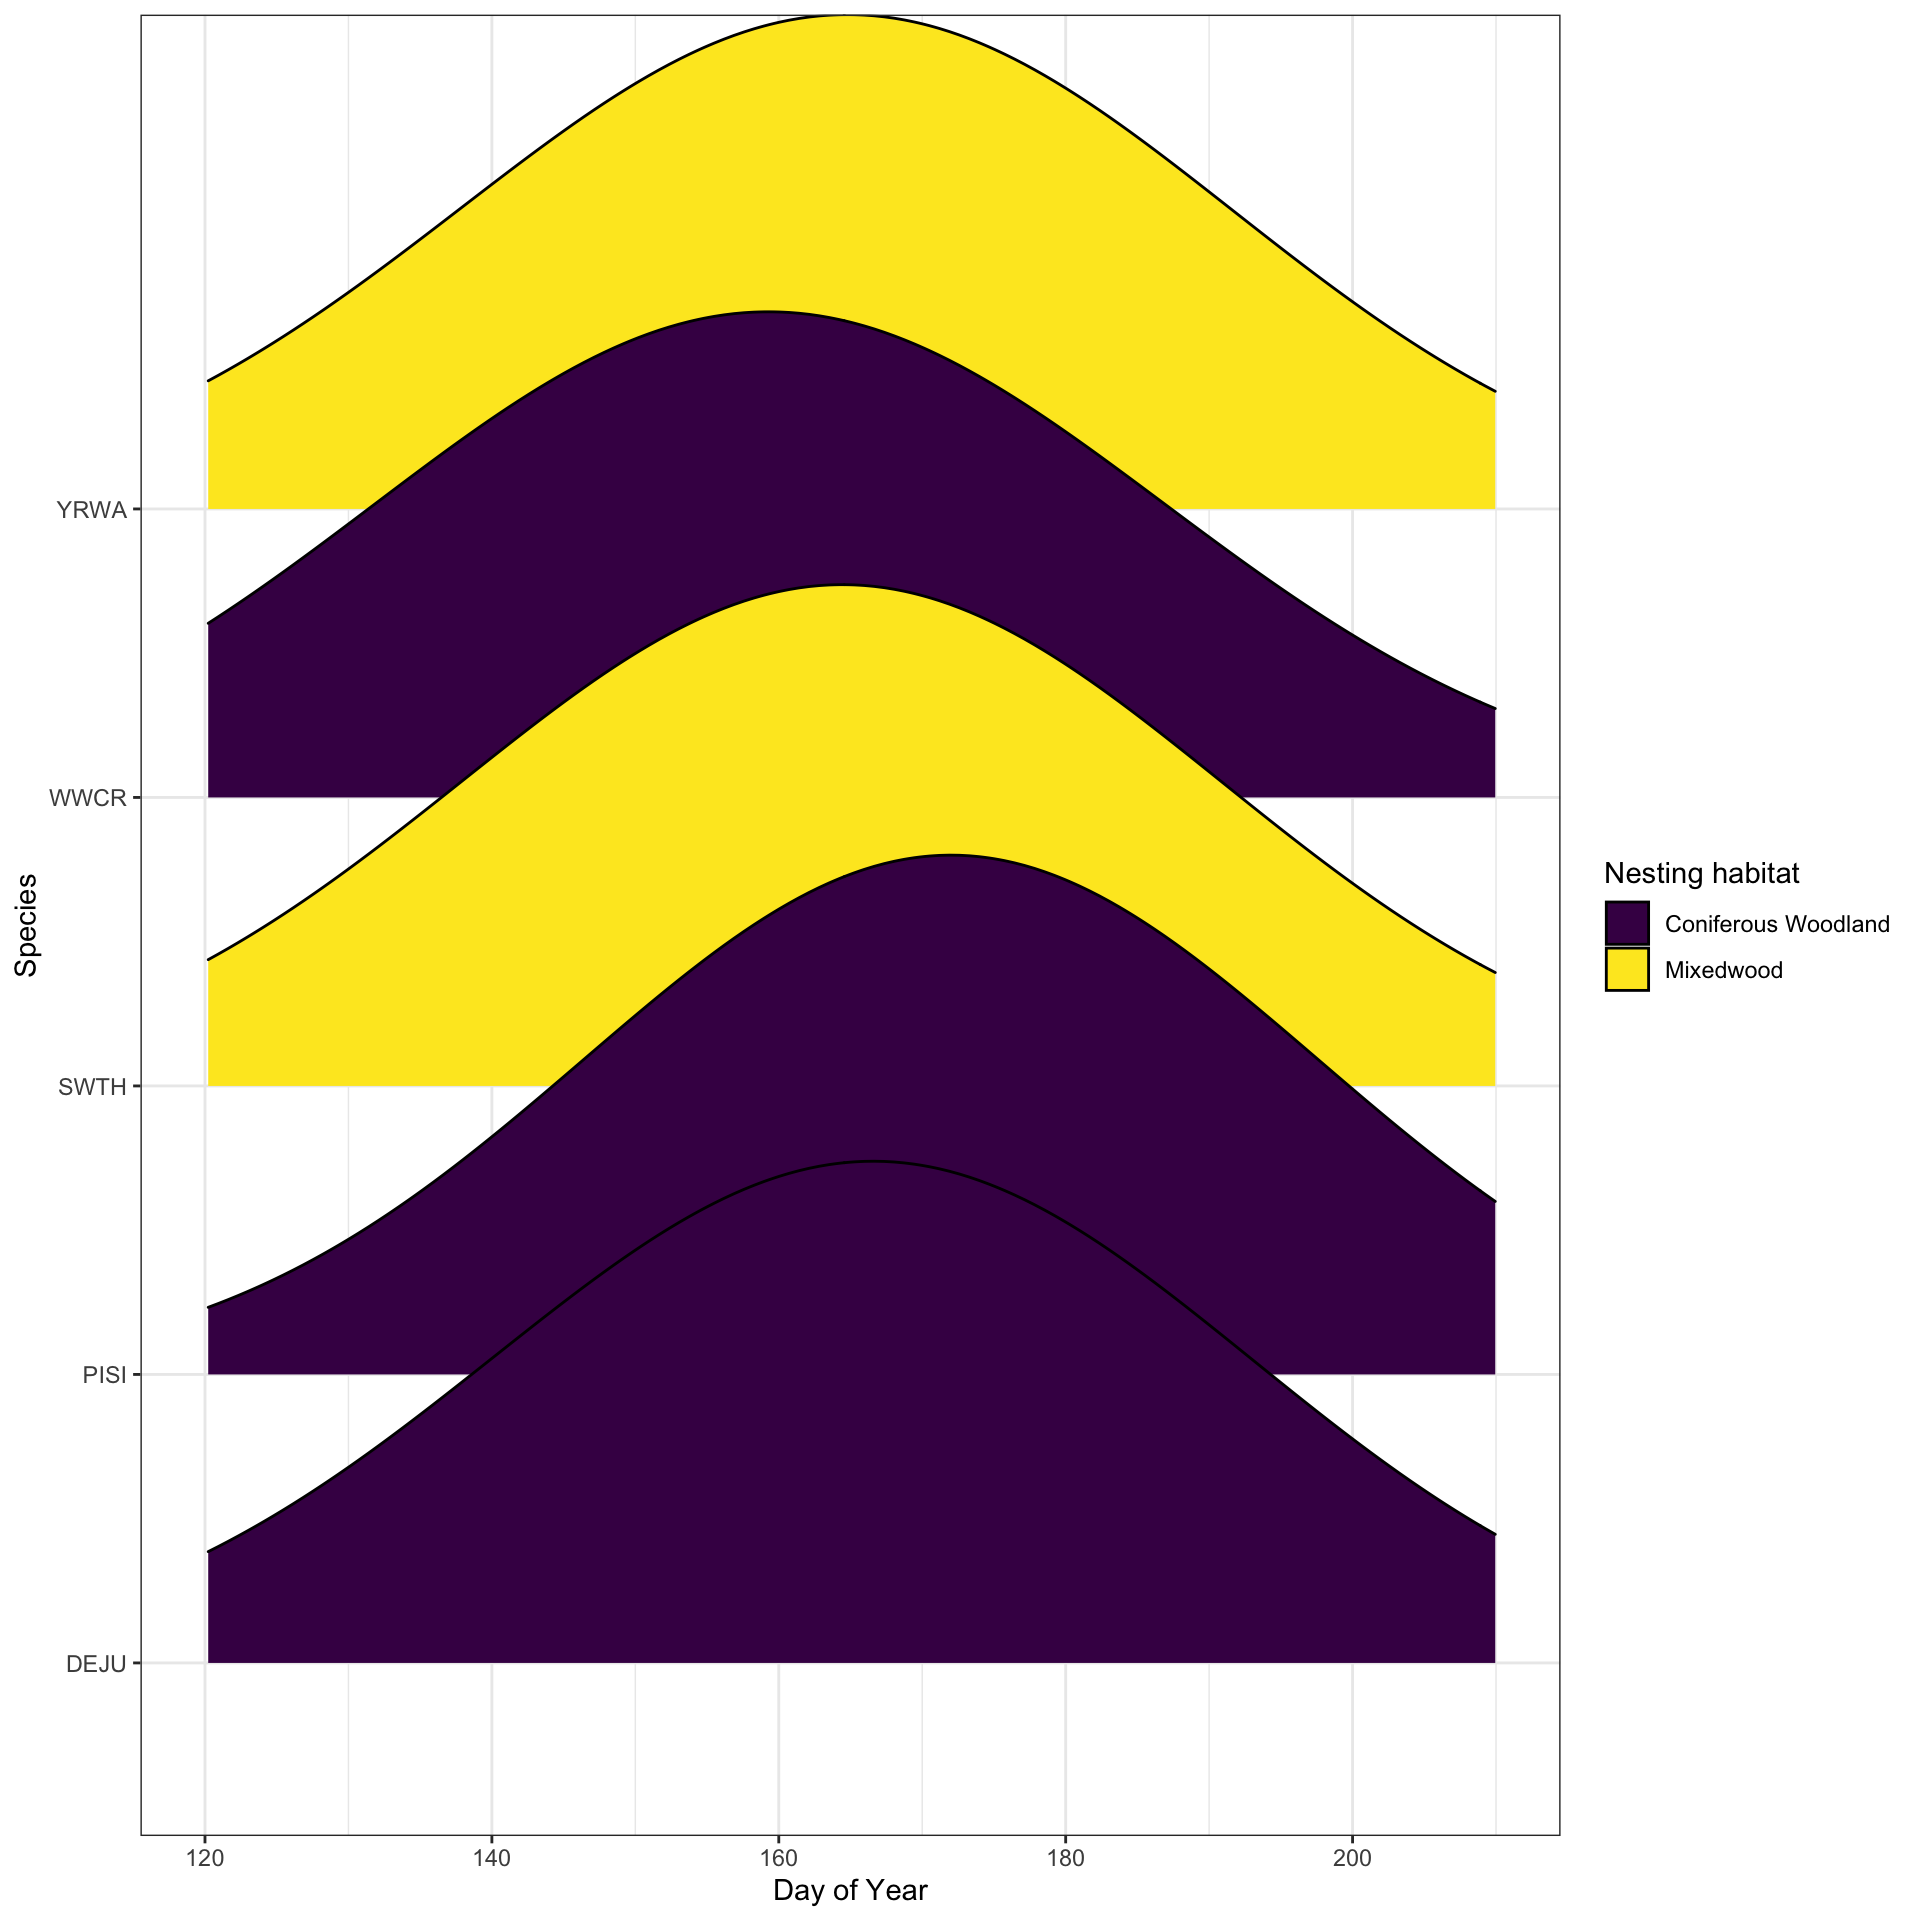 YRWA
WWCR
SWTH
PISI
DEJU
Species
120 140 160 180 200
Day of Year
Nesting habitat
Coniferous Woodland
Mixedwood